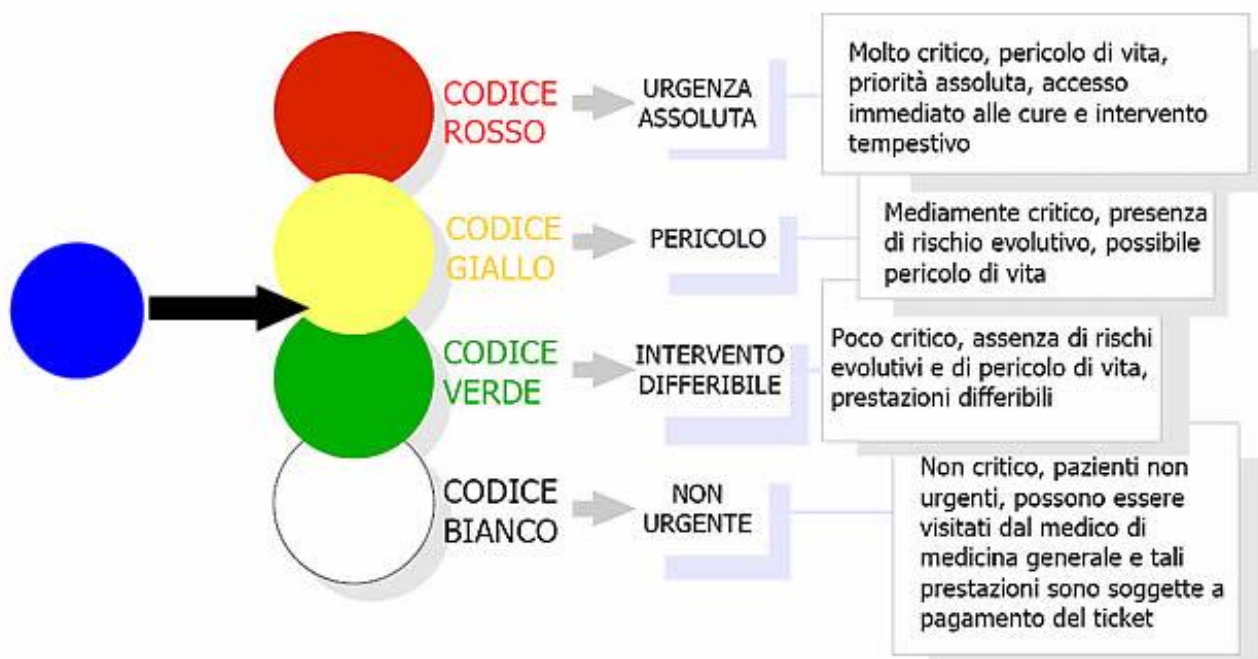 CODICE
ROSSO
URGENZA
ASSOLUTA
Molto critico, pericolo di vita,
priorità assoluta, accesso
immediato alle cure e intervento
tempestivo
CODICE
GIALLO
PERICOLO
Mediamente critico, presenza
di rischio evolutivo, possibile
pericolo di vita
CODICE
VERDE
INTERVENTO
DIFFERIBILE
Poco critico, assenza di rischi
evolutivi e di pericolo di vita,
prestazioni differibili
CODICE
BIANCO
NON
URGENTE
Non critico, pazienti non
urgenti, possono essere
visitati dal medico di
medicina generale e tali
prestazioni sono soggette a
pagamento del ticket